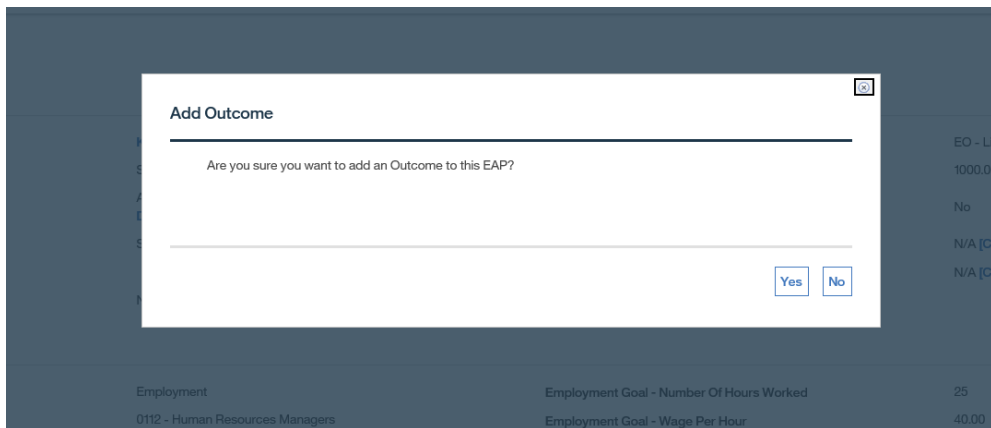 Add Outcome
Are you sure you want to add an Outcome to this EAP?
Yes No
EO - L
1000.0
No
N/A [C
N/A [C
Employment Employment Goal - Number Of Hours Worked 25
0112 - Human Resources Managers Employment Goal - Wage Per Hour 40.00